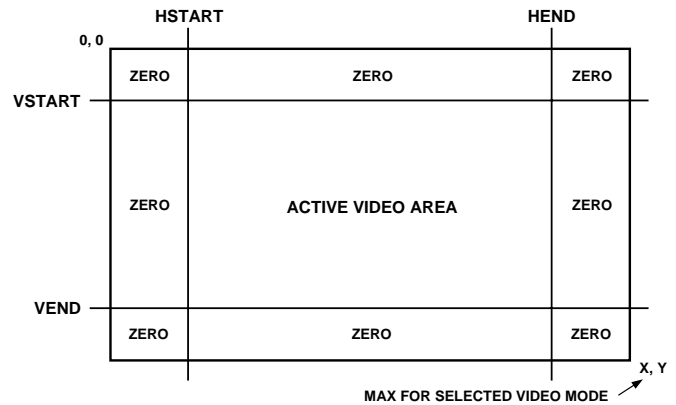 HSTART HEND
0, 0
ZERO ZERO ZERO
VSTART
ZERO ACTIVE VIDEO AREA ZERO
VEND
ZERO ZERO ZERO
X, Y
MAX FOR SELECTED VIDEO MODE